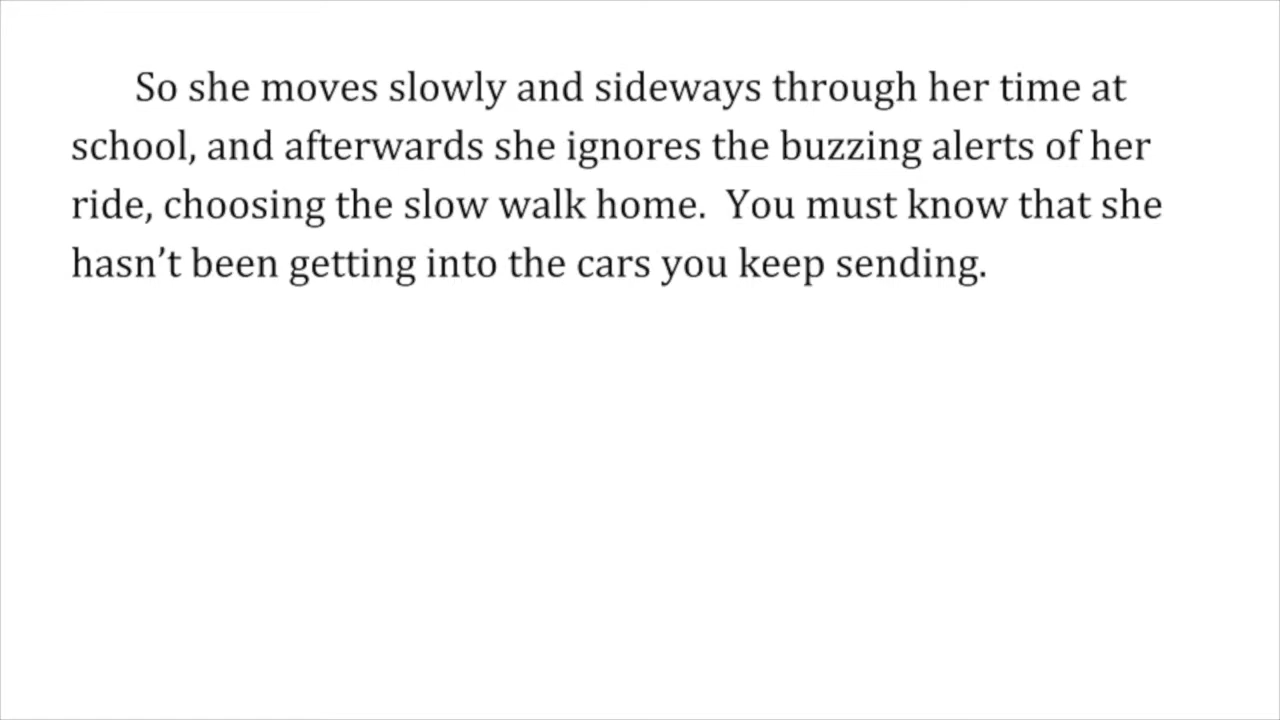 So she moves slowly and sideways through her time at
school, and afterwards she ignores the buzzing alerts of her
ride, choosing the slow walk home.  You must know that she
hasn’t been getting into the cars you keep sending.